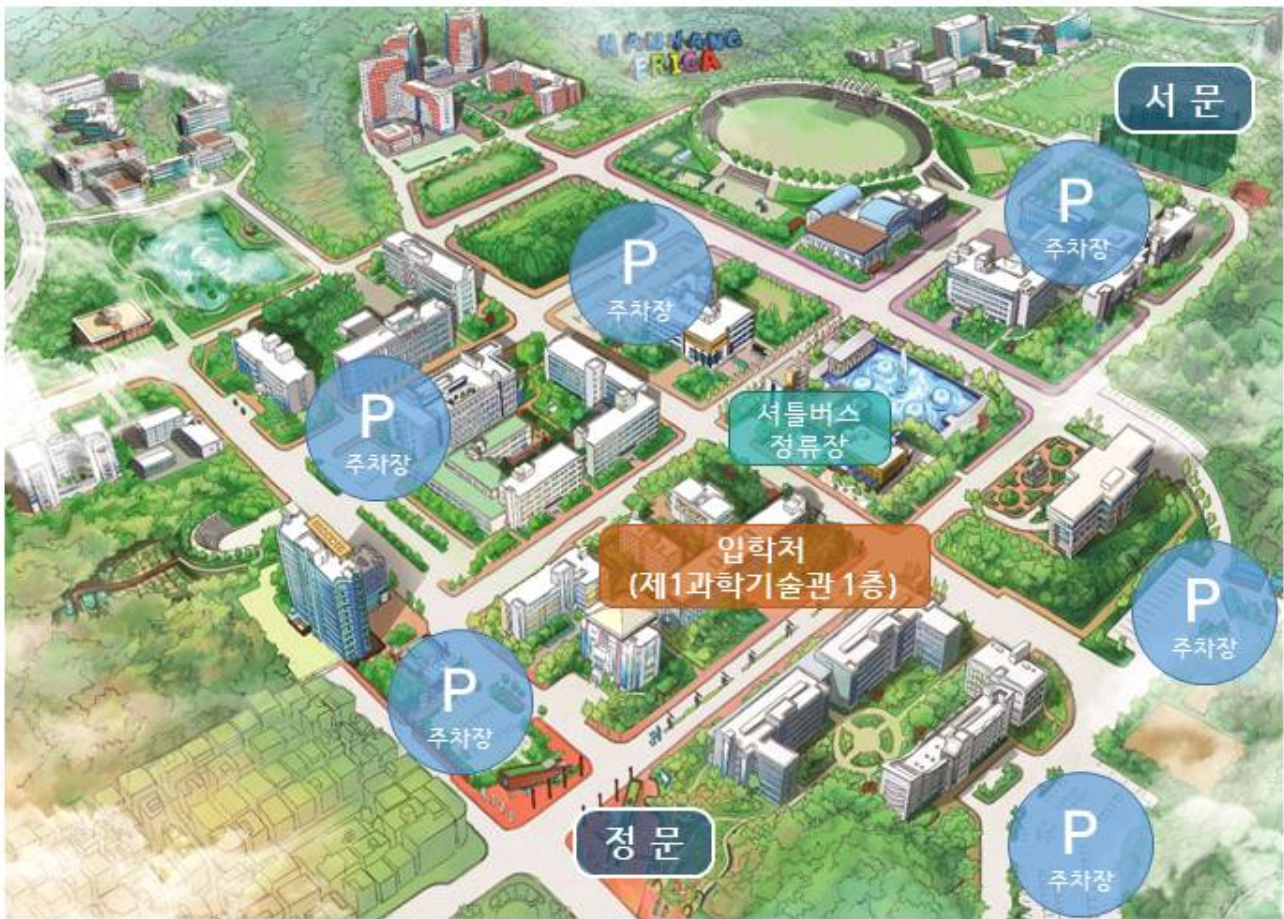 HANYANG
ERICA
서 문
P
주차장
P
주차장
P
주차장
셔틀버스
정류장
입학처
(제1과학기술관 1층)
P
주차장
P
주차장
정 문
P
주차장